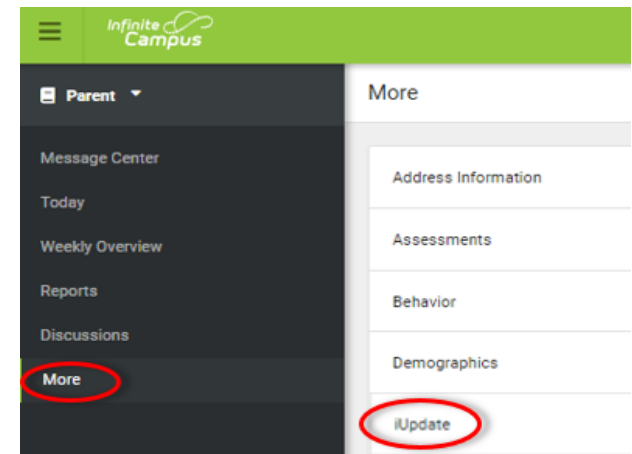 Infinite
Campus
Parent
More
Message Center
Today
Weekly Overview
Reports
Discussions
More
Address Information
Assessments
Behavior
Demographics
iUpdate